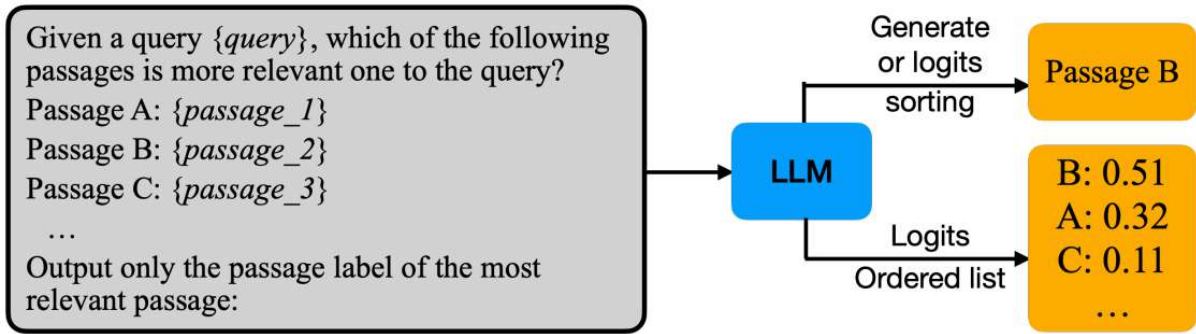 Given a query {query}, which of the following
passages is more relevant one to the query?
Passage A: {passage_1}
Passage B: {passage_2}
Passage C: {passage_3}
…
Output only the passage label of the most
relevant passage:
LLM
Generate
or logits
sorting
Passage B
Logits
Ordered list
B: 0.51
A: 0.32
C: 0.11
…